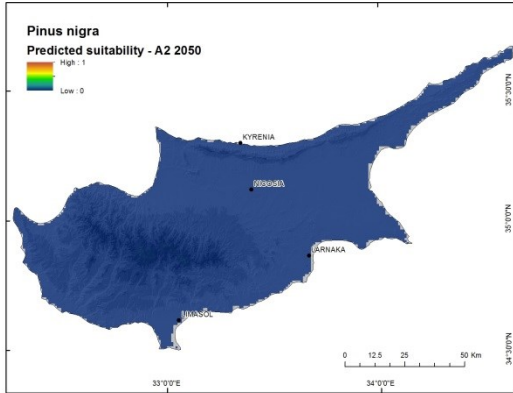 Pinus nigra
Predicted suitability - A2 2050
High : 1
Low : 0
KYRENIA
NICOSIA
LARNAKA
LIMASOL
35°30'0"N
35°0'0"N
34°30'0"N
0 12.5 25 50 Km
33°0'0"E
34°0'0"E